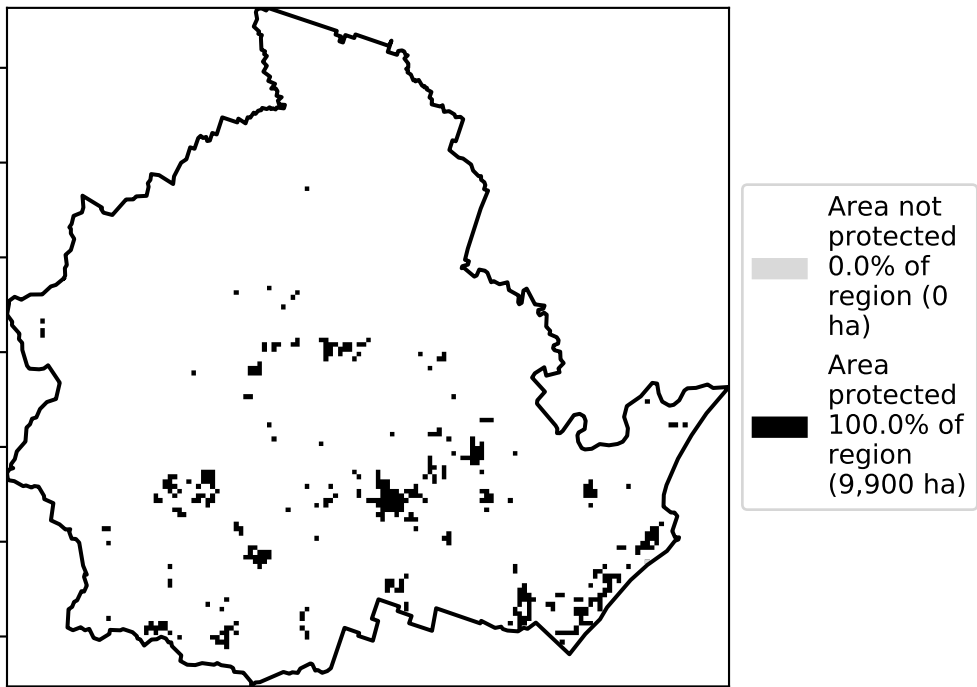 Area not
protected
0.0% of
region (0
ha)
Area
protected
100.0% of
region
(9,900 ha)